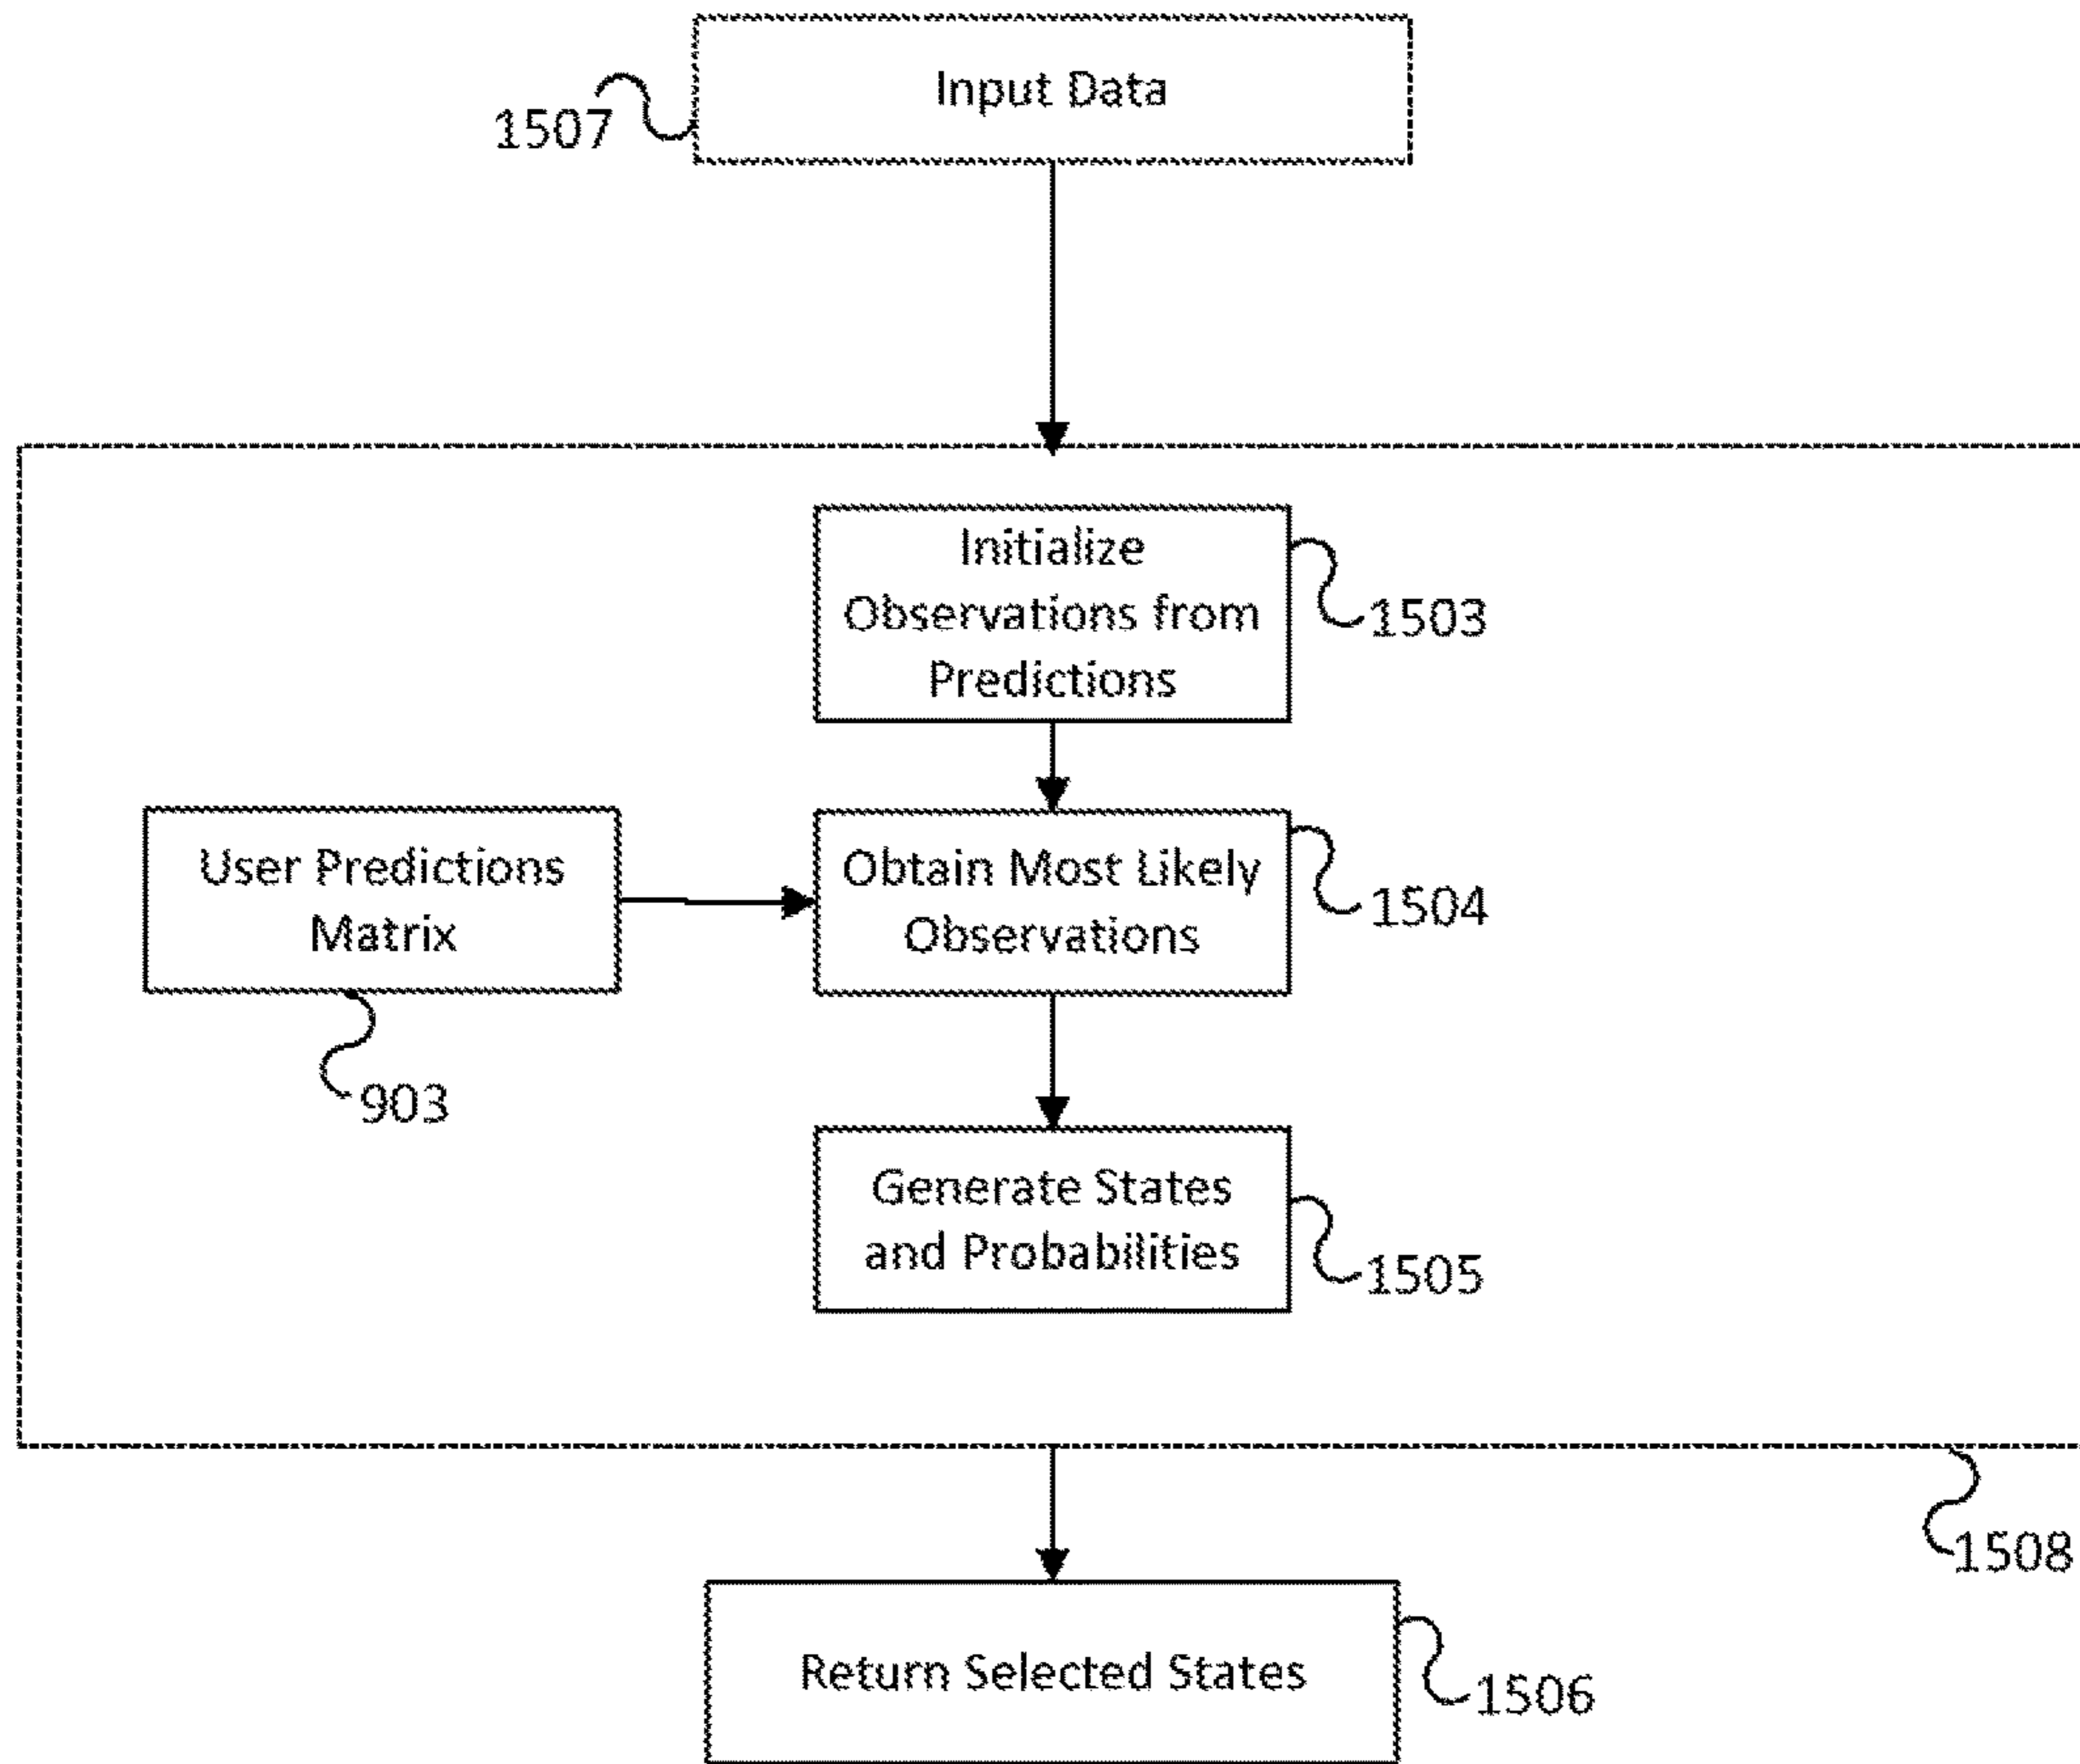 Input Data
1507
Initialize
Observations from
Predictions
1503
User Predictions
Matrix
903
Obtain Most Likely
Observations
1504
Generate States
and Probabilities
1505
1508
Return Selected States
1506